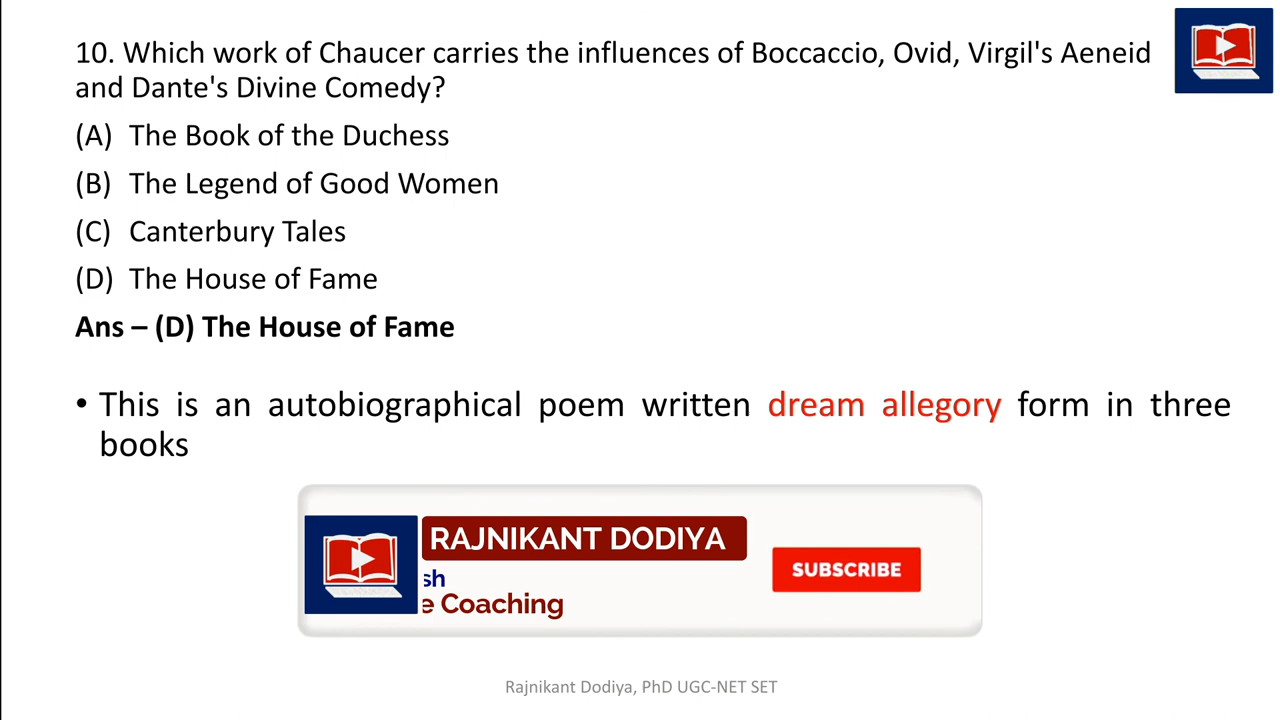 10. Which work of Chaucer carries the influences of Boccaccio, Ovid, Virgil's Aeneid
and Dante's Divine Comedy?
(A) The Book of the Duchess
(B) The Legend of Good Women
(C) Canterbury Tales
(D) The House of Fame
Ans – (D) The House of Fame
• This is an autobiographical poem written dream allegory form in three
books
RAJNIKANT DODIYA
sh
e Coaching
SUBSCRIBE
Rajnikant Dodiya, PhD UGC-NET SET